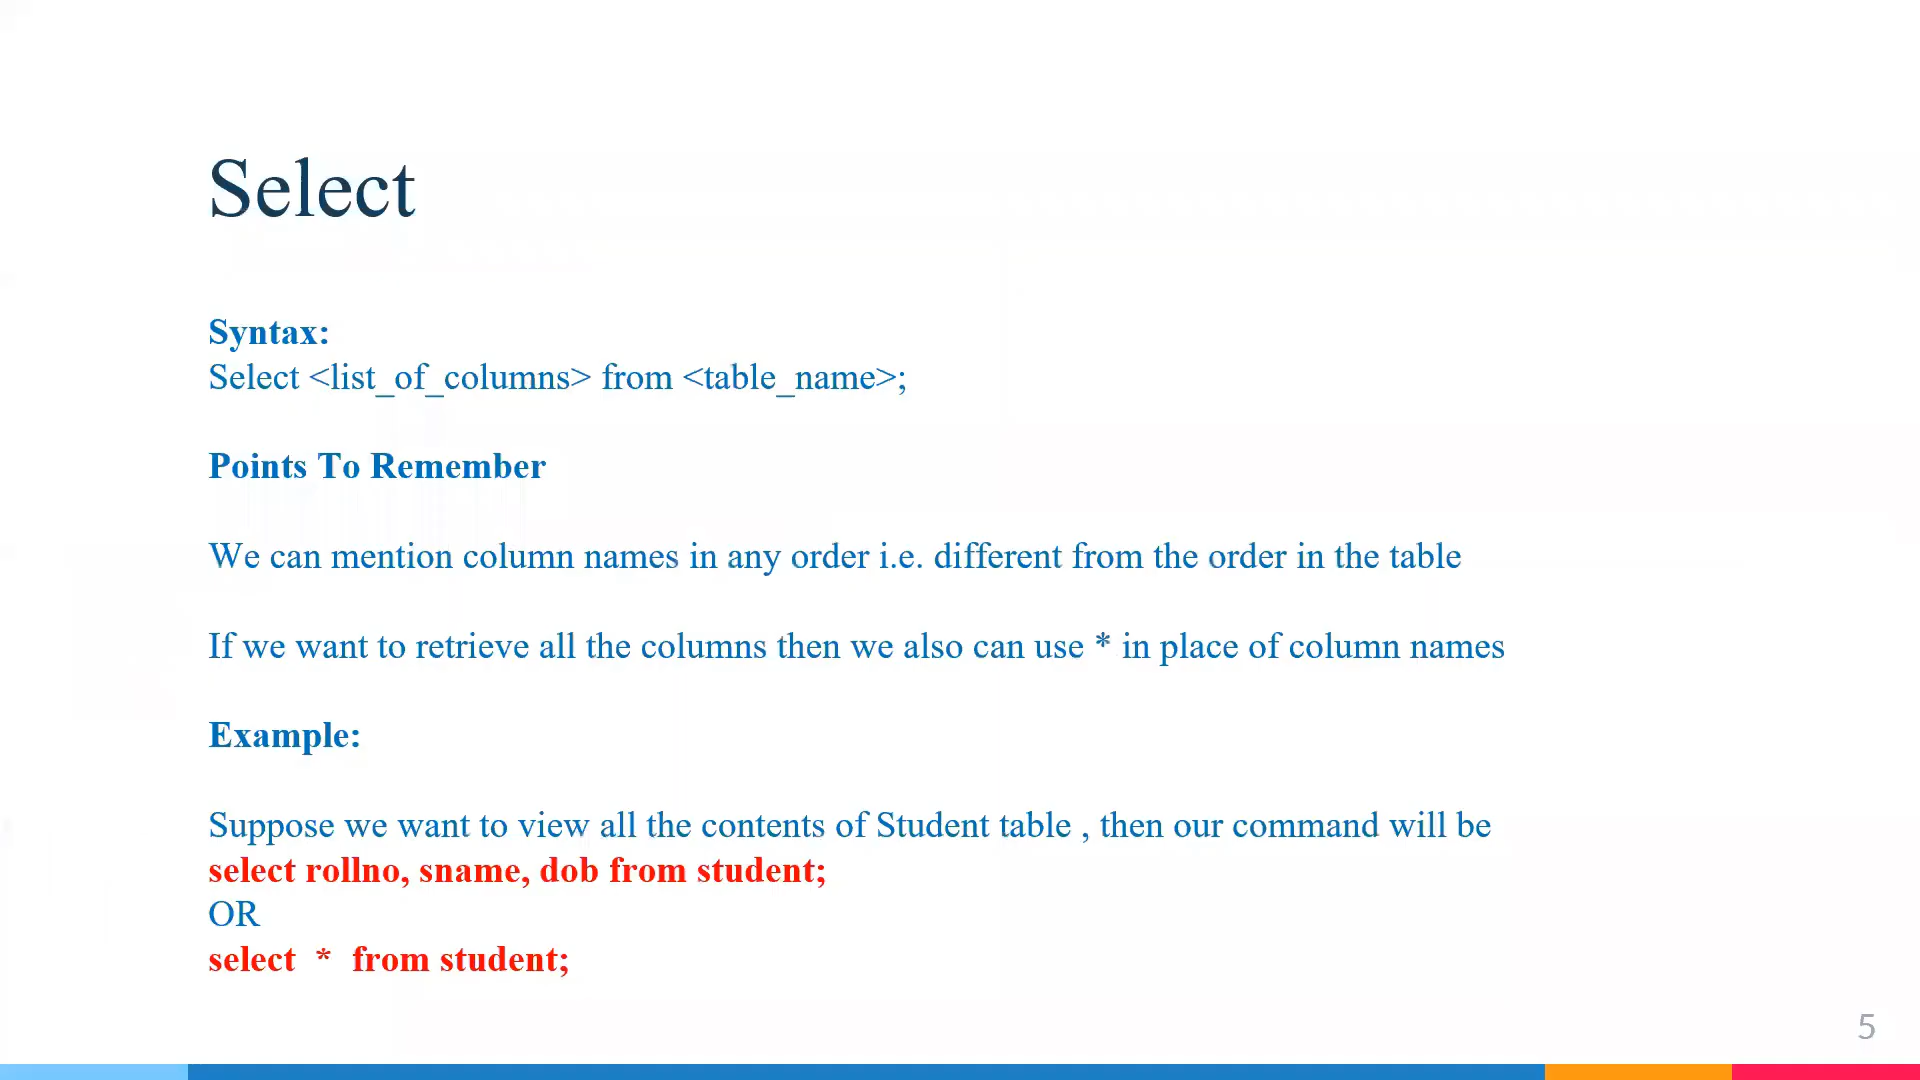 Select
Syntax:
Select <list_of_columns> from <table_name>;
Points To Remember
We can mention column names in any order i.e. different from the order in the table
If we want to retrieve all the columns then we also can use * in place of column names
Example:
Suppose we want to view all the contents of Student table , then our command will be
select rollno, sname, dob from student;
OR
select * from student;
5